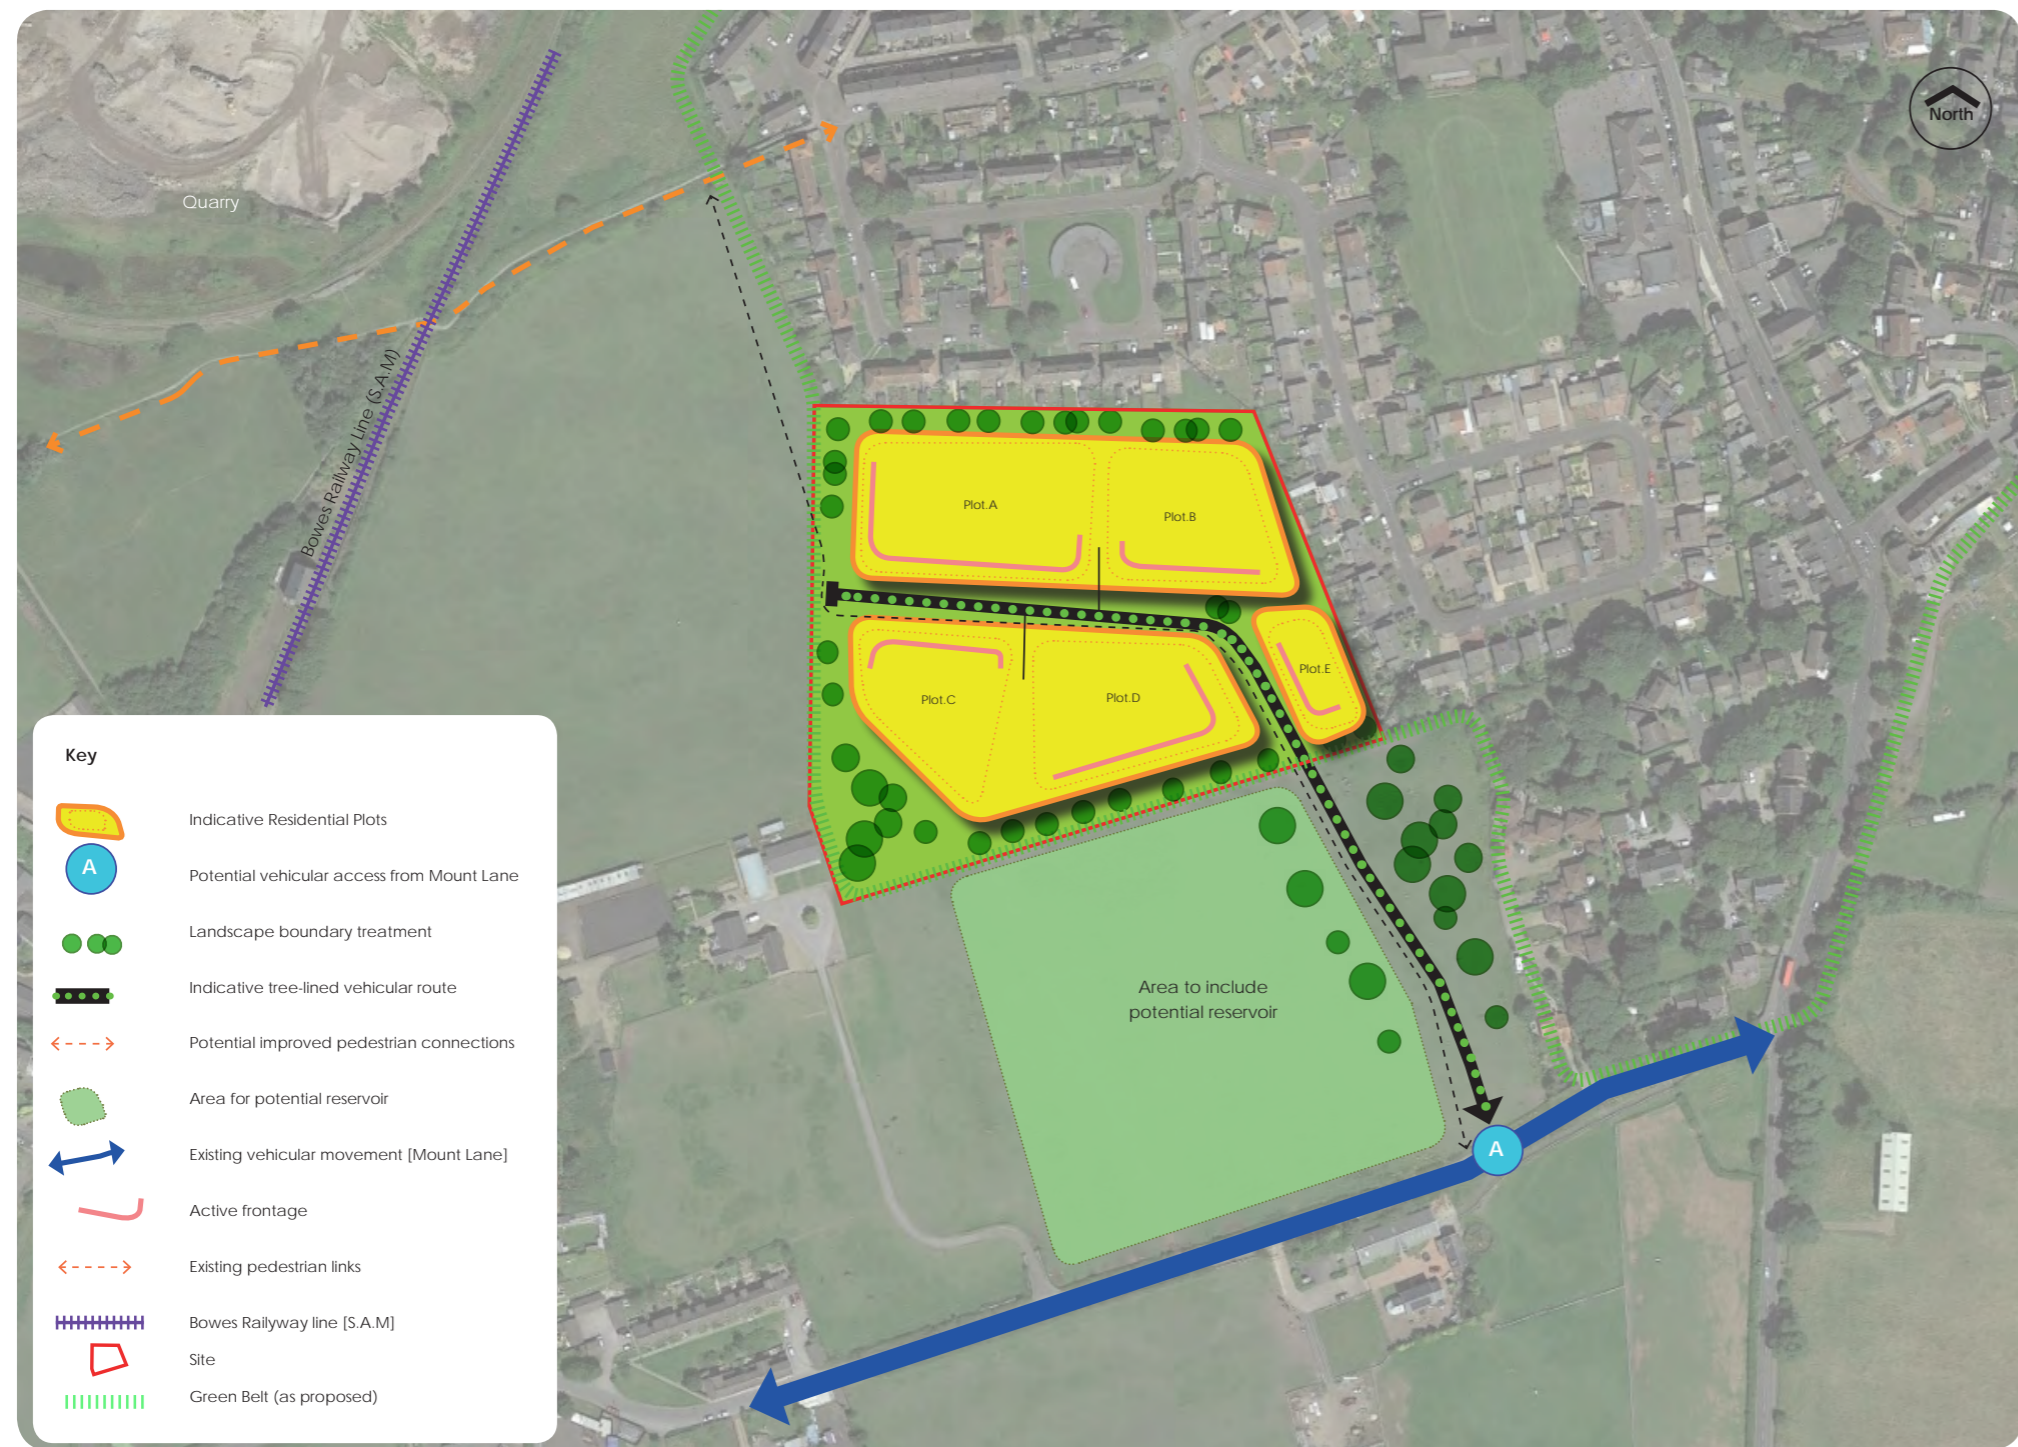 North
Quarry
Bowes Railway Line (S.A.M)
Plot.A
Plot.B
Plot.C
Plot.D
Plot.E
Area to include
potential reservoir
A
Key
Indicative Residential Plots
A
Potential vehicular access from Mount Lane
Landscape boundary treatment
Indicative tree-lined vehicular route
Potential improved pedestrian connections
Area for potential reservoir
Existing vehicular movement [Mount Lane]
Active frontage
Existing pedestrian links
Bowes Railyway line [S.A.M]
Site
Green Belt (as proposed)